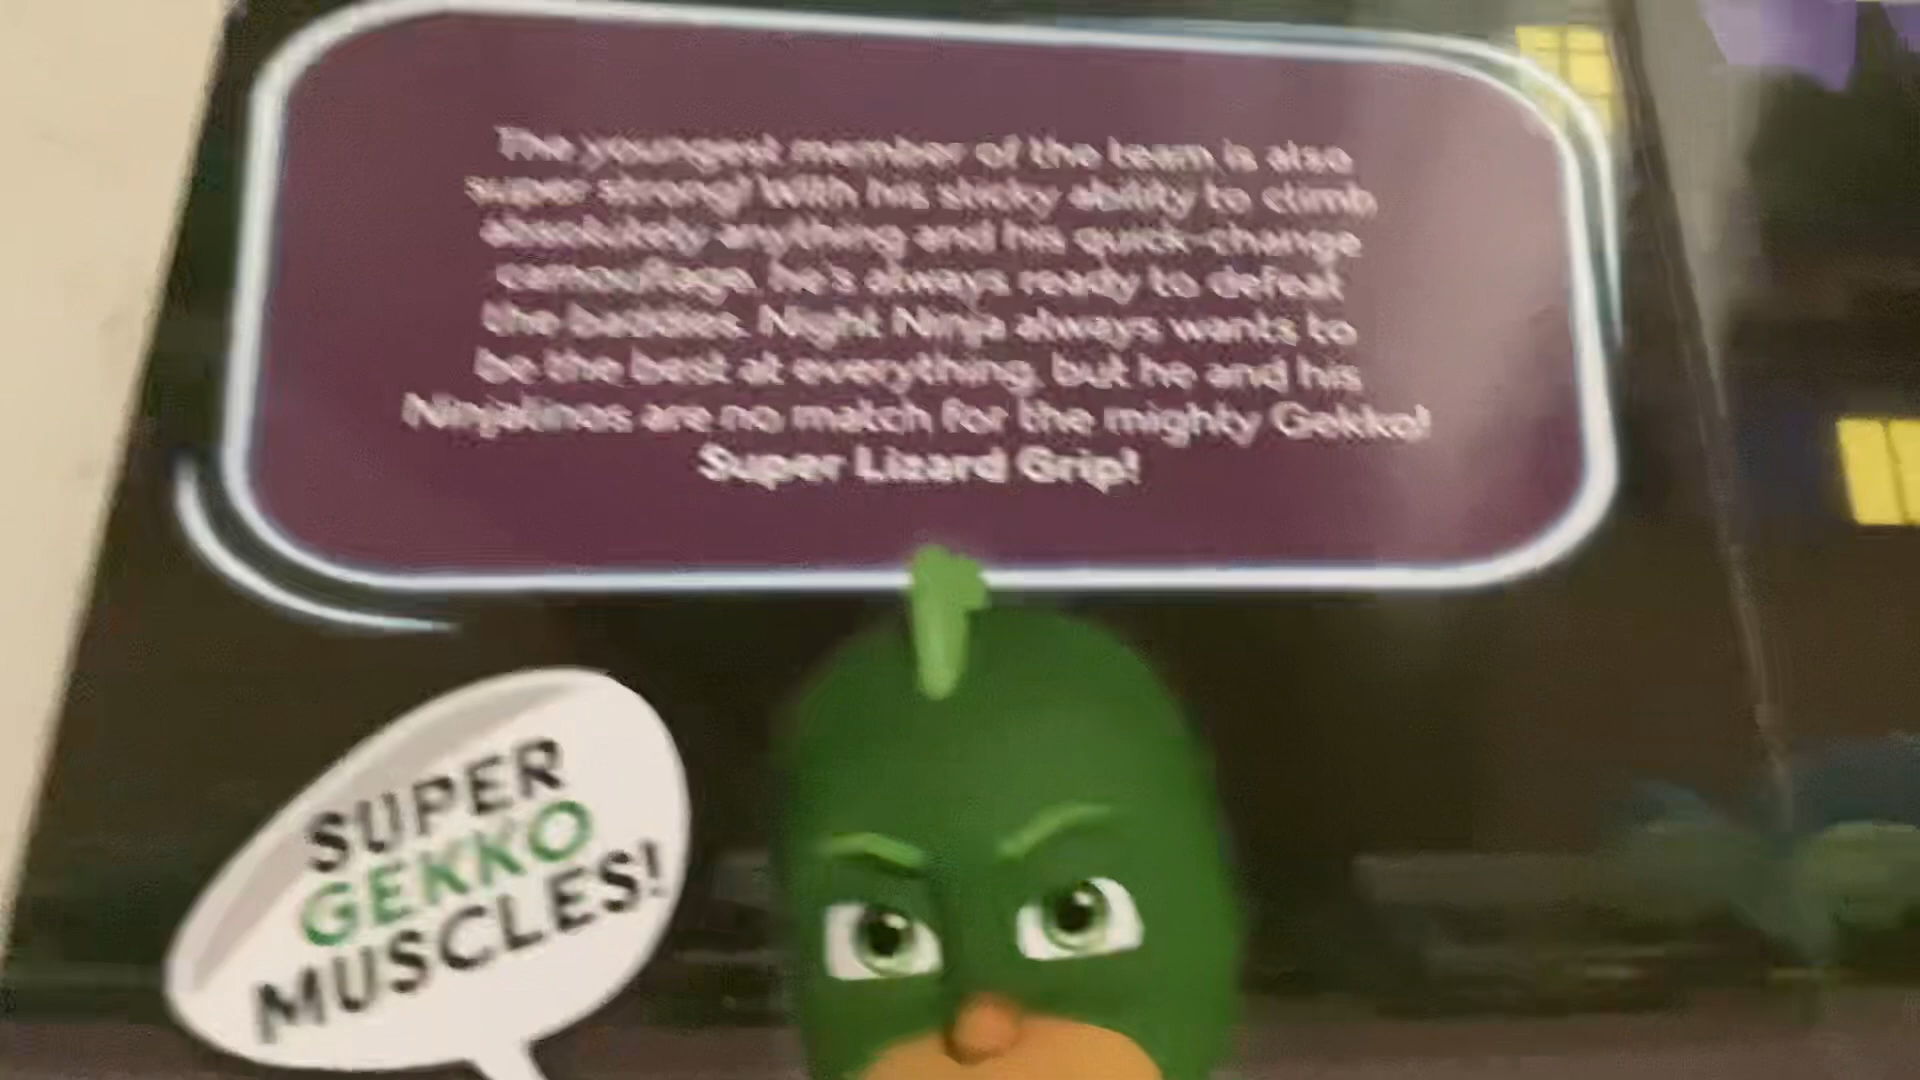 The youngest member of the team is also
super strong! With his sticky ability to climb
absolutely anything and his quick-change
camouflage, he's always ready to defeat
the baddies. Night Ninja always wants to
be the best at everything, but he and his
Ninjalinos are no match for the mighty Gekko!
Super Lizard Grip!
SUPER
GEKKO
MUSCLES!